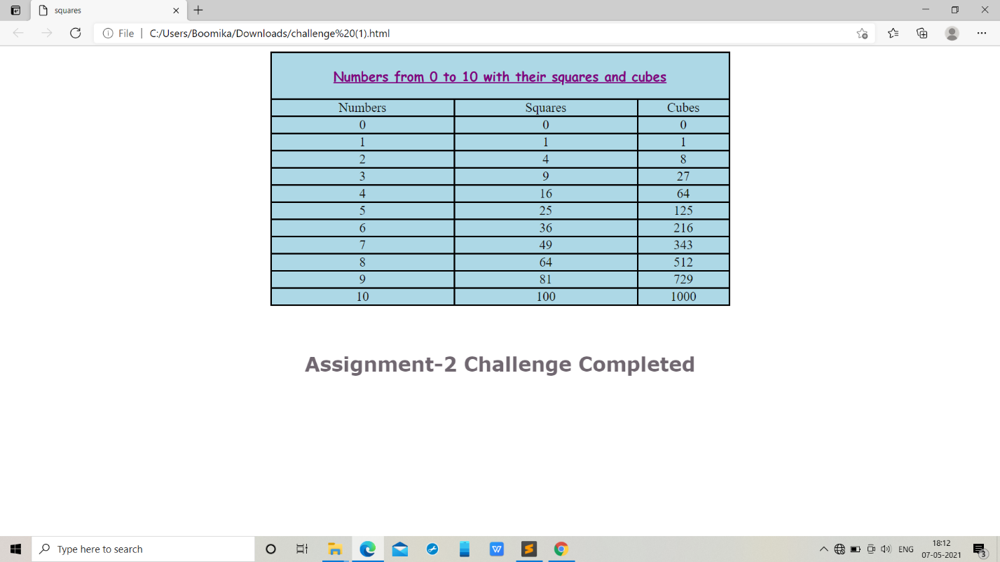 squares
File | C:/Users/Boomika/Downloads/challenge%20(1).html
Numbers from 0 to 10 with their squares and cubes
Numbers Squares Cubes
0 0 0
1 1 1
2 4 8
3 9 27
4 16 64
5 25 125
6 36 216
7 49 343
8 64 512
9 81 729
10 100 1000
Assignment-2 Challenge Completed
Type here to search
ENG
18:12
07-05-2021
3